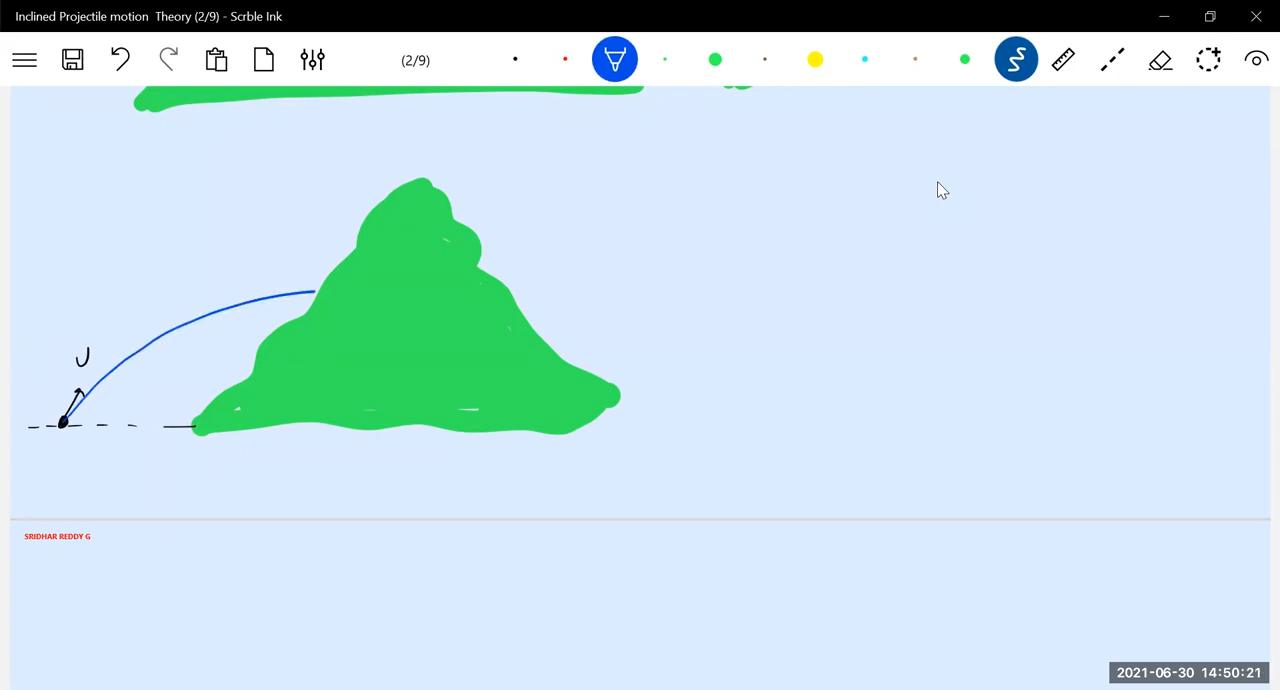 Inclined Projectile motion  Theory (2/9) - Scrble Ink
(2/9)
U
SRIDHAR REDDY G
2021-06-30 14:50:21